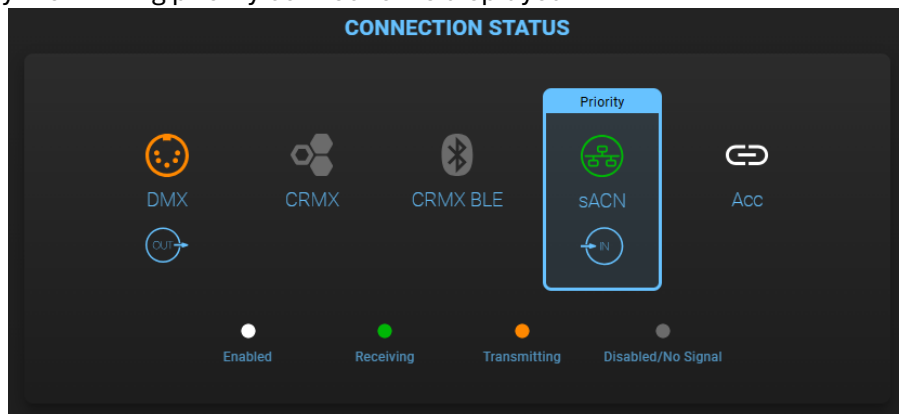 CONNECTION STATUS
Priority
DMX
CRMX
CRMX BLE
sACN
Acc
OUT
IN
Enabled
Receiving
Transmitting
Disabled/No Signal